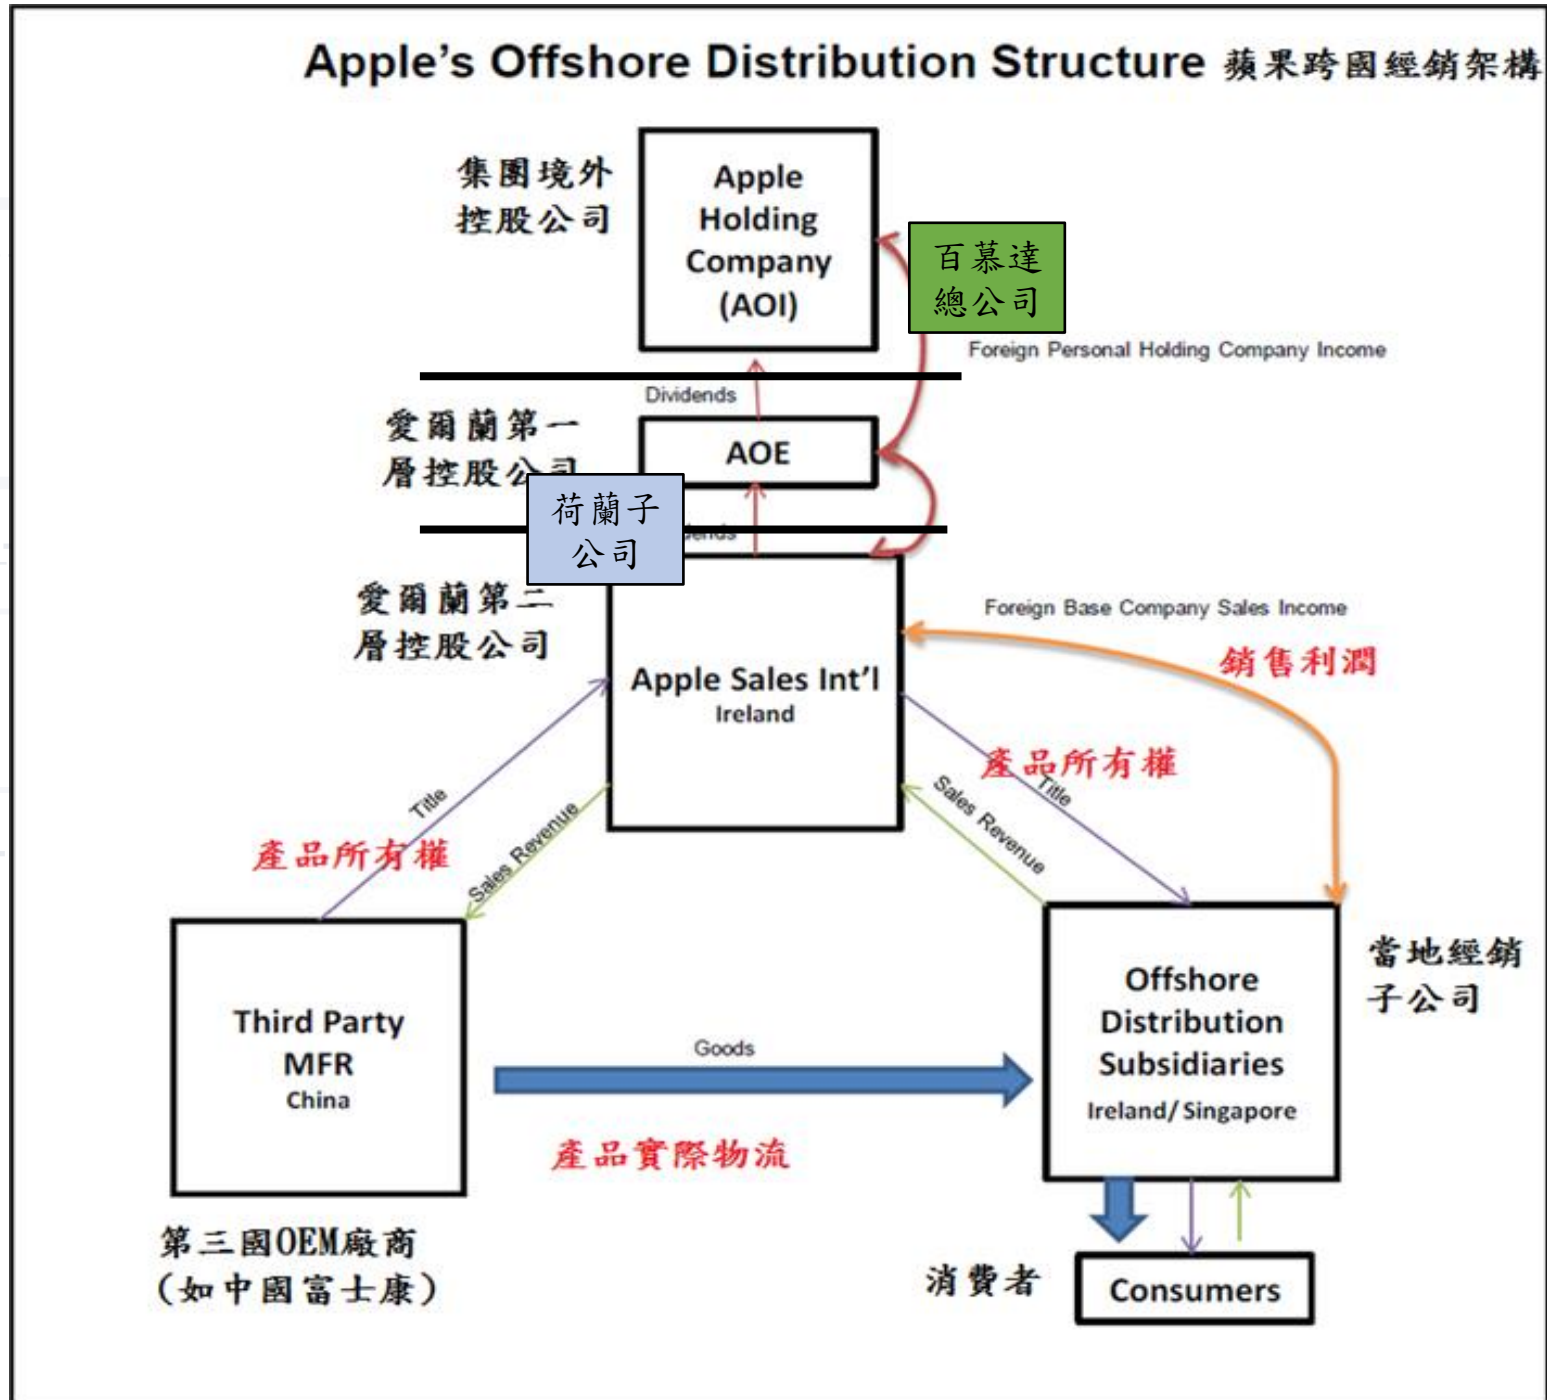 Apple's Offshore Distribution Structure 蘋果跨國經銷架構
集團境外
控股公司
Apple
Holding
Company
(AOI)
百慕達
總公司
Foreign Personal Holding Company Income
Dividends
愛爾蘭第一
層控股公司
AOE
荷蘭子
公司
愛爾蘭第二
層控股公司
Foreign Base Company Sales Income
銷售利潤
Apple Sales Int'l
Ireland
產品所有權
Title
Sales Revenue
Title
產品所有權
Sales Revenue
Third Party
MFR
China
Goods
產品實際物流
Offshore
Distribution
Subsidiaries
Ireland/Singapore
當地經銷
子公司
第三國OEM廠商
(如中國富士康)
消費者
Consumers